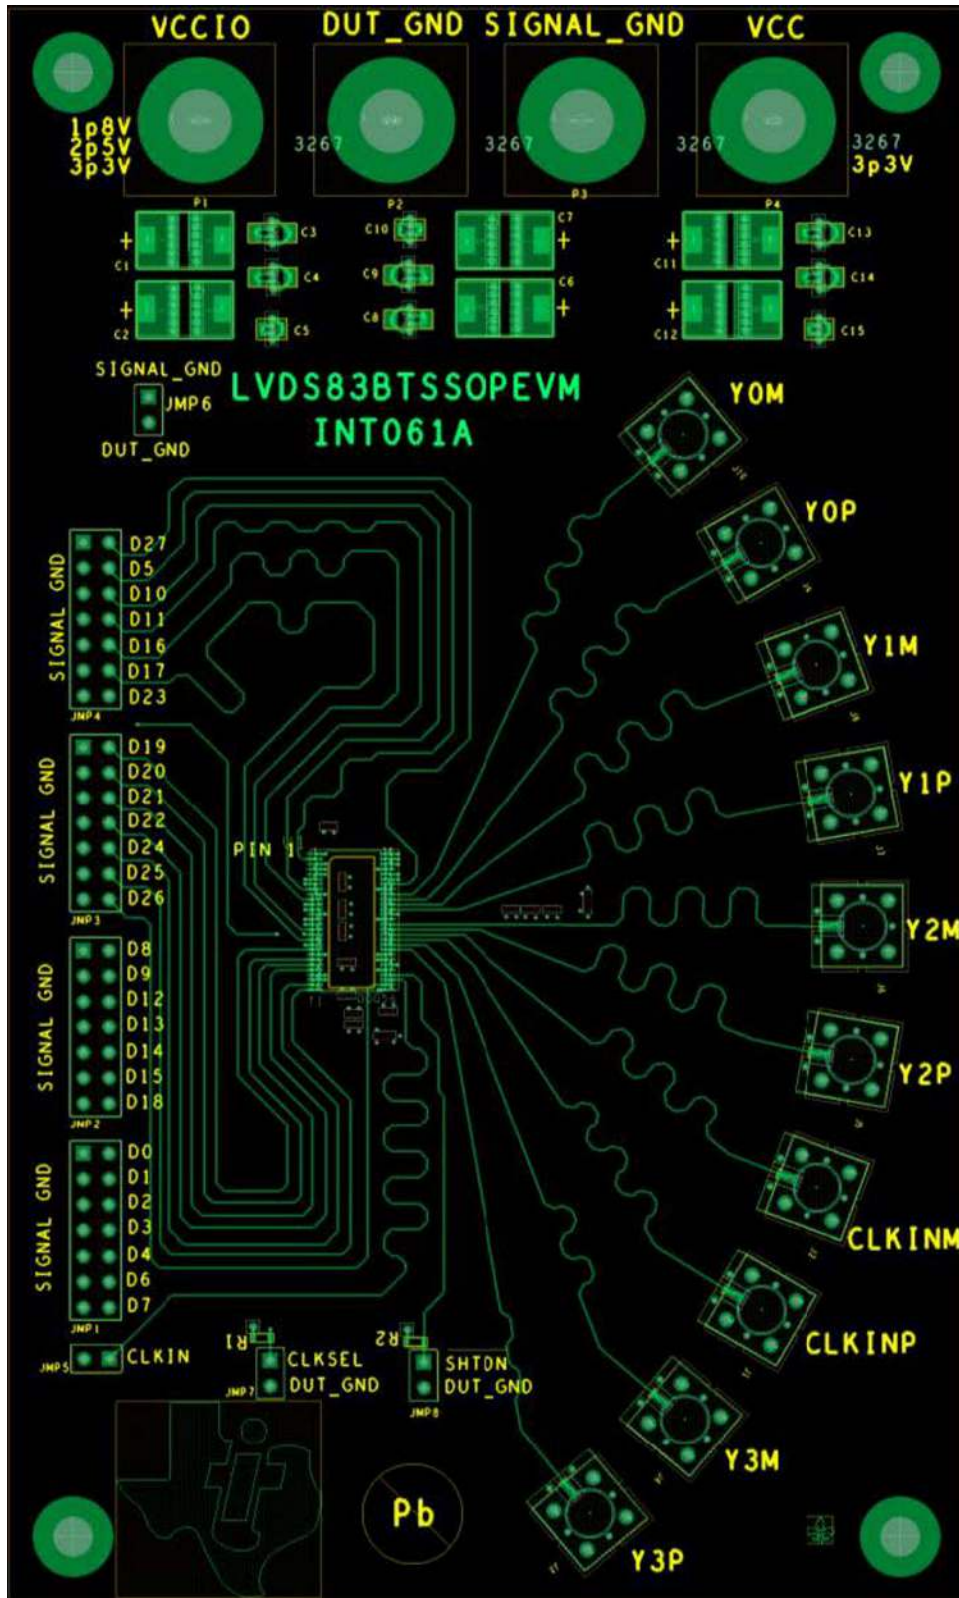 VCCIO
DUT_GND
SIGNAL_GND
VCC
1p8V
2p5V
3p3V
3267
3267
3267
3267
3p3V
P1
P2
P3
P4
C1
C3
C4
C2
C5
C10
C9
C8
C7
C6
C11
C13
C14
C12
C15
SIGNAL_GND
JMP6
DUT_GND
LVDS83BTSSOPEVM
INT061A
Y0M
Y0P
Y1M
Y1P
Y2M
Y2P
CLKINM
CLKINP
Y3M
Y3P
SIGNAL GND
D27
D5
D10
D11
D16
D17
D23
JMP4
SIGNAL GND
D19
D20
D21
D22
D24
D25
D26
JMP3
PIN 1
SIGNAL GND
D8
D9
D12
D13
D14
D15
D18
JMP2
SIGNAL GND
D0
D1
D2
D3
D4
D6
D7
JMP1
JMP5
CLKIN
R1
CLKSEL
DUT_GND
JMP7
R2
SHTDN
DUT_GND
JMP8
Pb